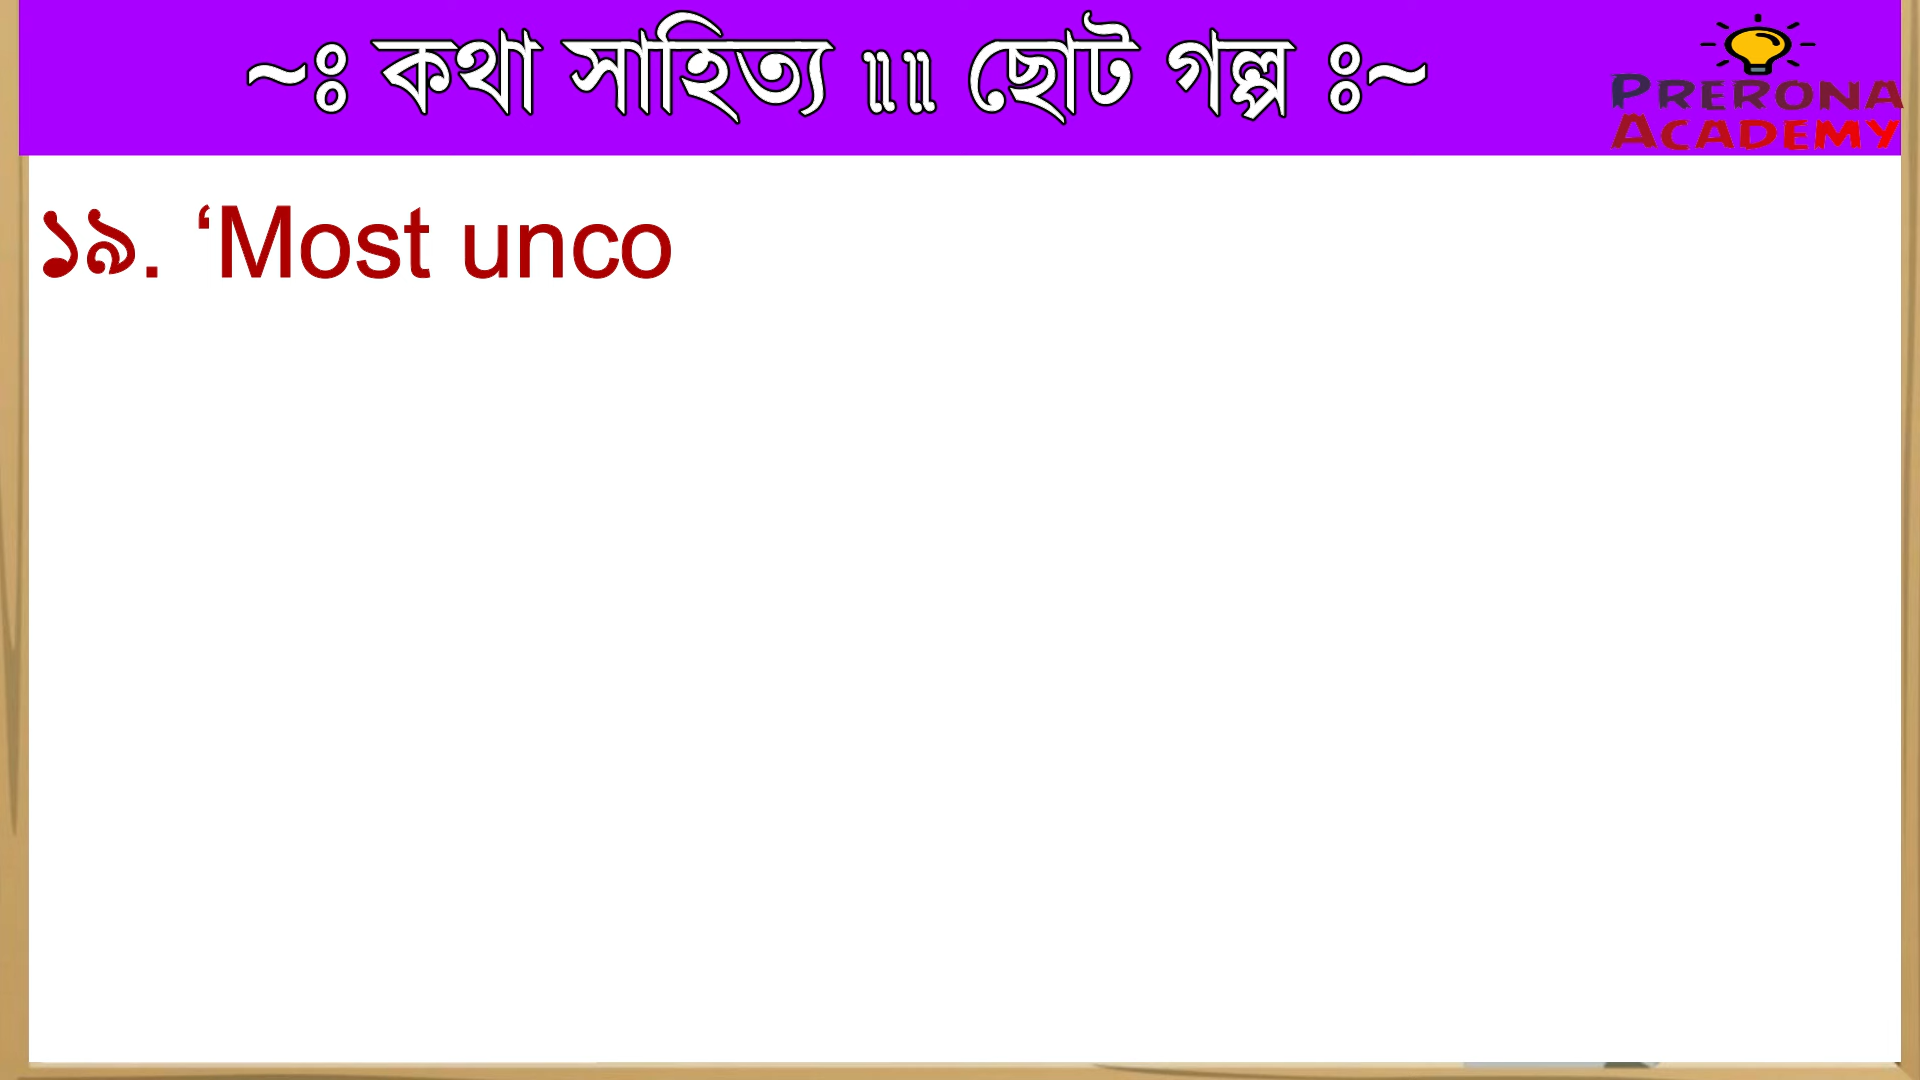 ~ঃ কথা সাহিত্য ॥॥ ছোট গল্প ঃ~
PRERONA
ACADEMY
১৯. ‘Most unco